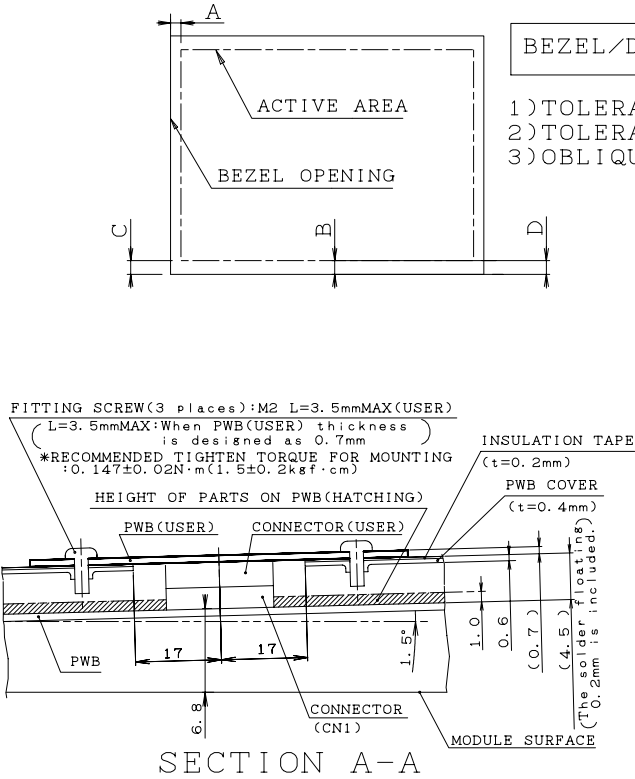 A
BEZEL/D
ACTIVE AREA
1)TOLERA
2)TOLERA
3)OBLIQU
BEZEL OPENING
C
B
D
FITTING SCREW(3 places):M2 L=3.5mmMAX(USER)
(L=3.5mmMAX:When PWB(USER) thickness
is designed as 0.7mm)
*RECOMMENDED TIGHTEN TORQUE FOR MOUNTING
:0.147±0.02N·m(1.5±0.2kgf·cm)
INSULATION TAPE
(t=0.2mm)
HEIGHT OF PARTS ON PWB(HATCHING)
PWB COVER
(t=0.4mm)
PWB(USER)
CONNECTOR(USER)
1.5°
1.0
0.6
(0.7)
(4.5)
(The solder floating
0.2mm is included.)
17
17
PWB
6.8
CONNECTOR
(CN1)
MODULE SURFACE
SECTION A-A